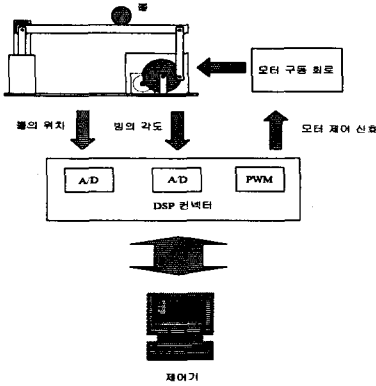 볼
모터 구동 회로
볼의 위치
빔의 각도
모터 제어 신호
A/D
A/D
PWM
DSP 컨넥터
제어기